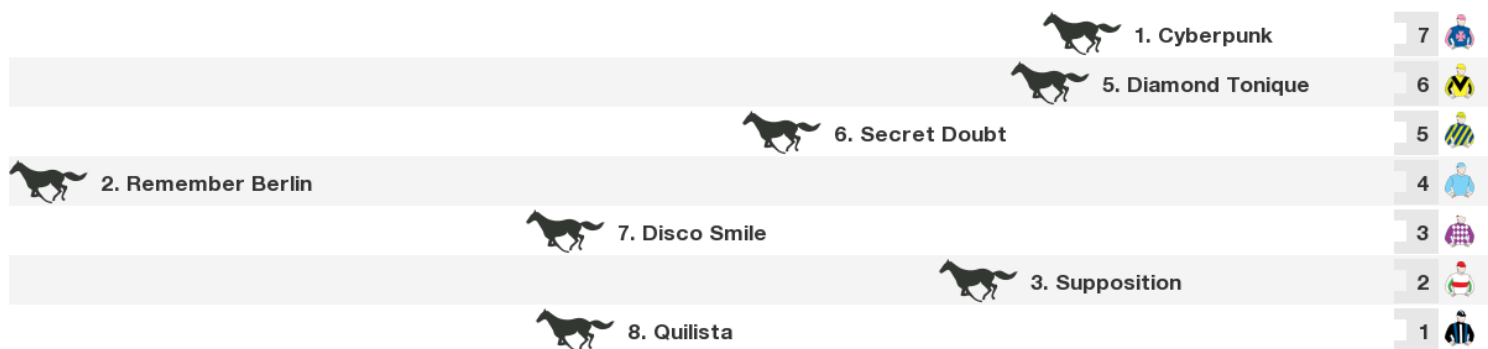 1. Cyberpunk 7
5. Diamond Tonique 6
6. Secret Doubt 5
2. Remember Berlin 4
7. Disco Smile 3
3. Supposition 2
8. Quilista 1